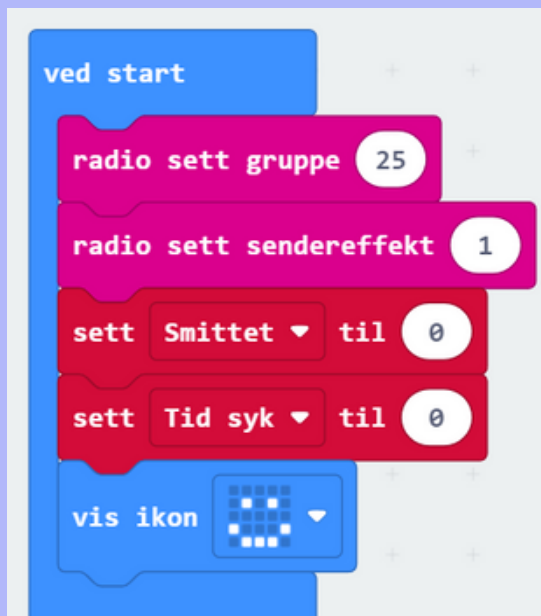 ved start
radio sett gruppe 25
radio sett sendereffekt 1
sett Smittet til 0
sett Tid syk til 0
vis ikon